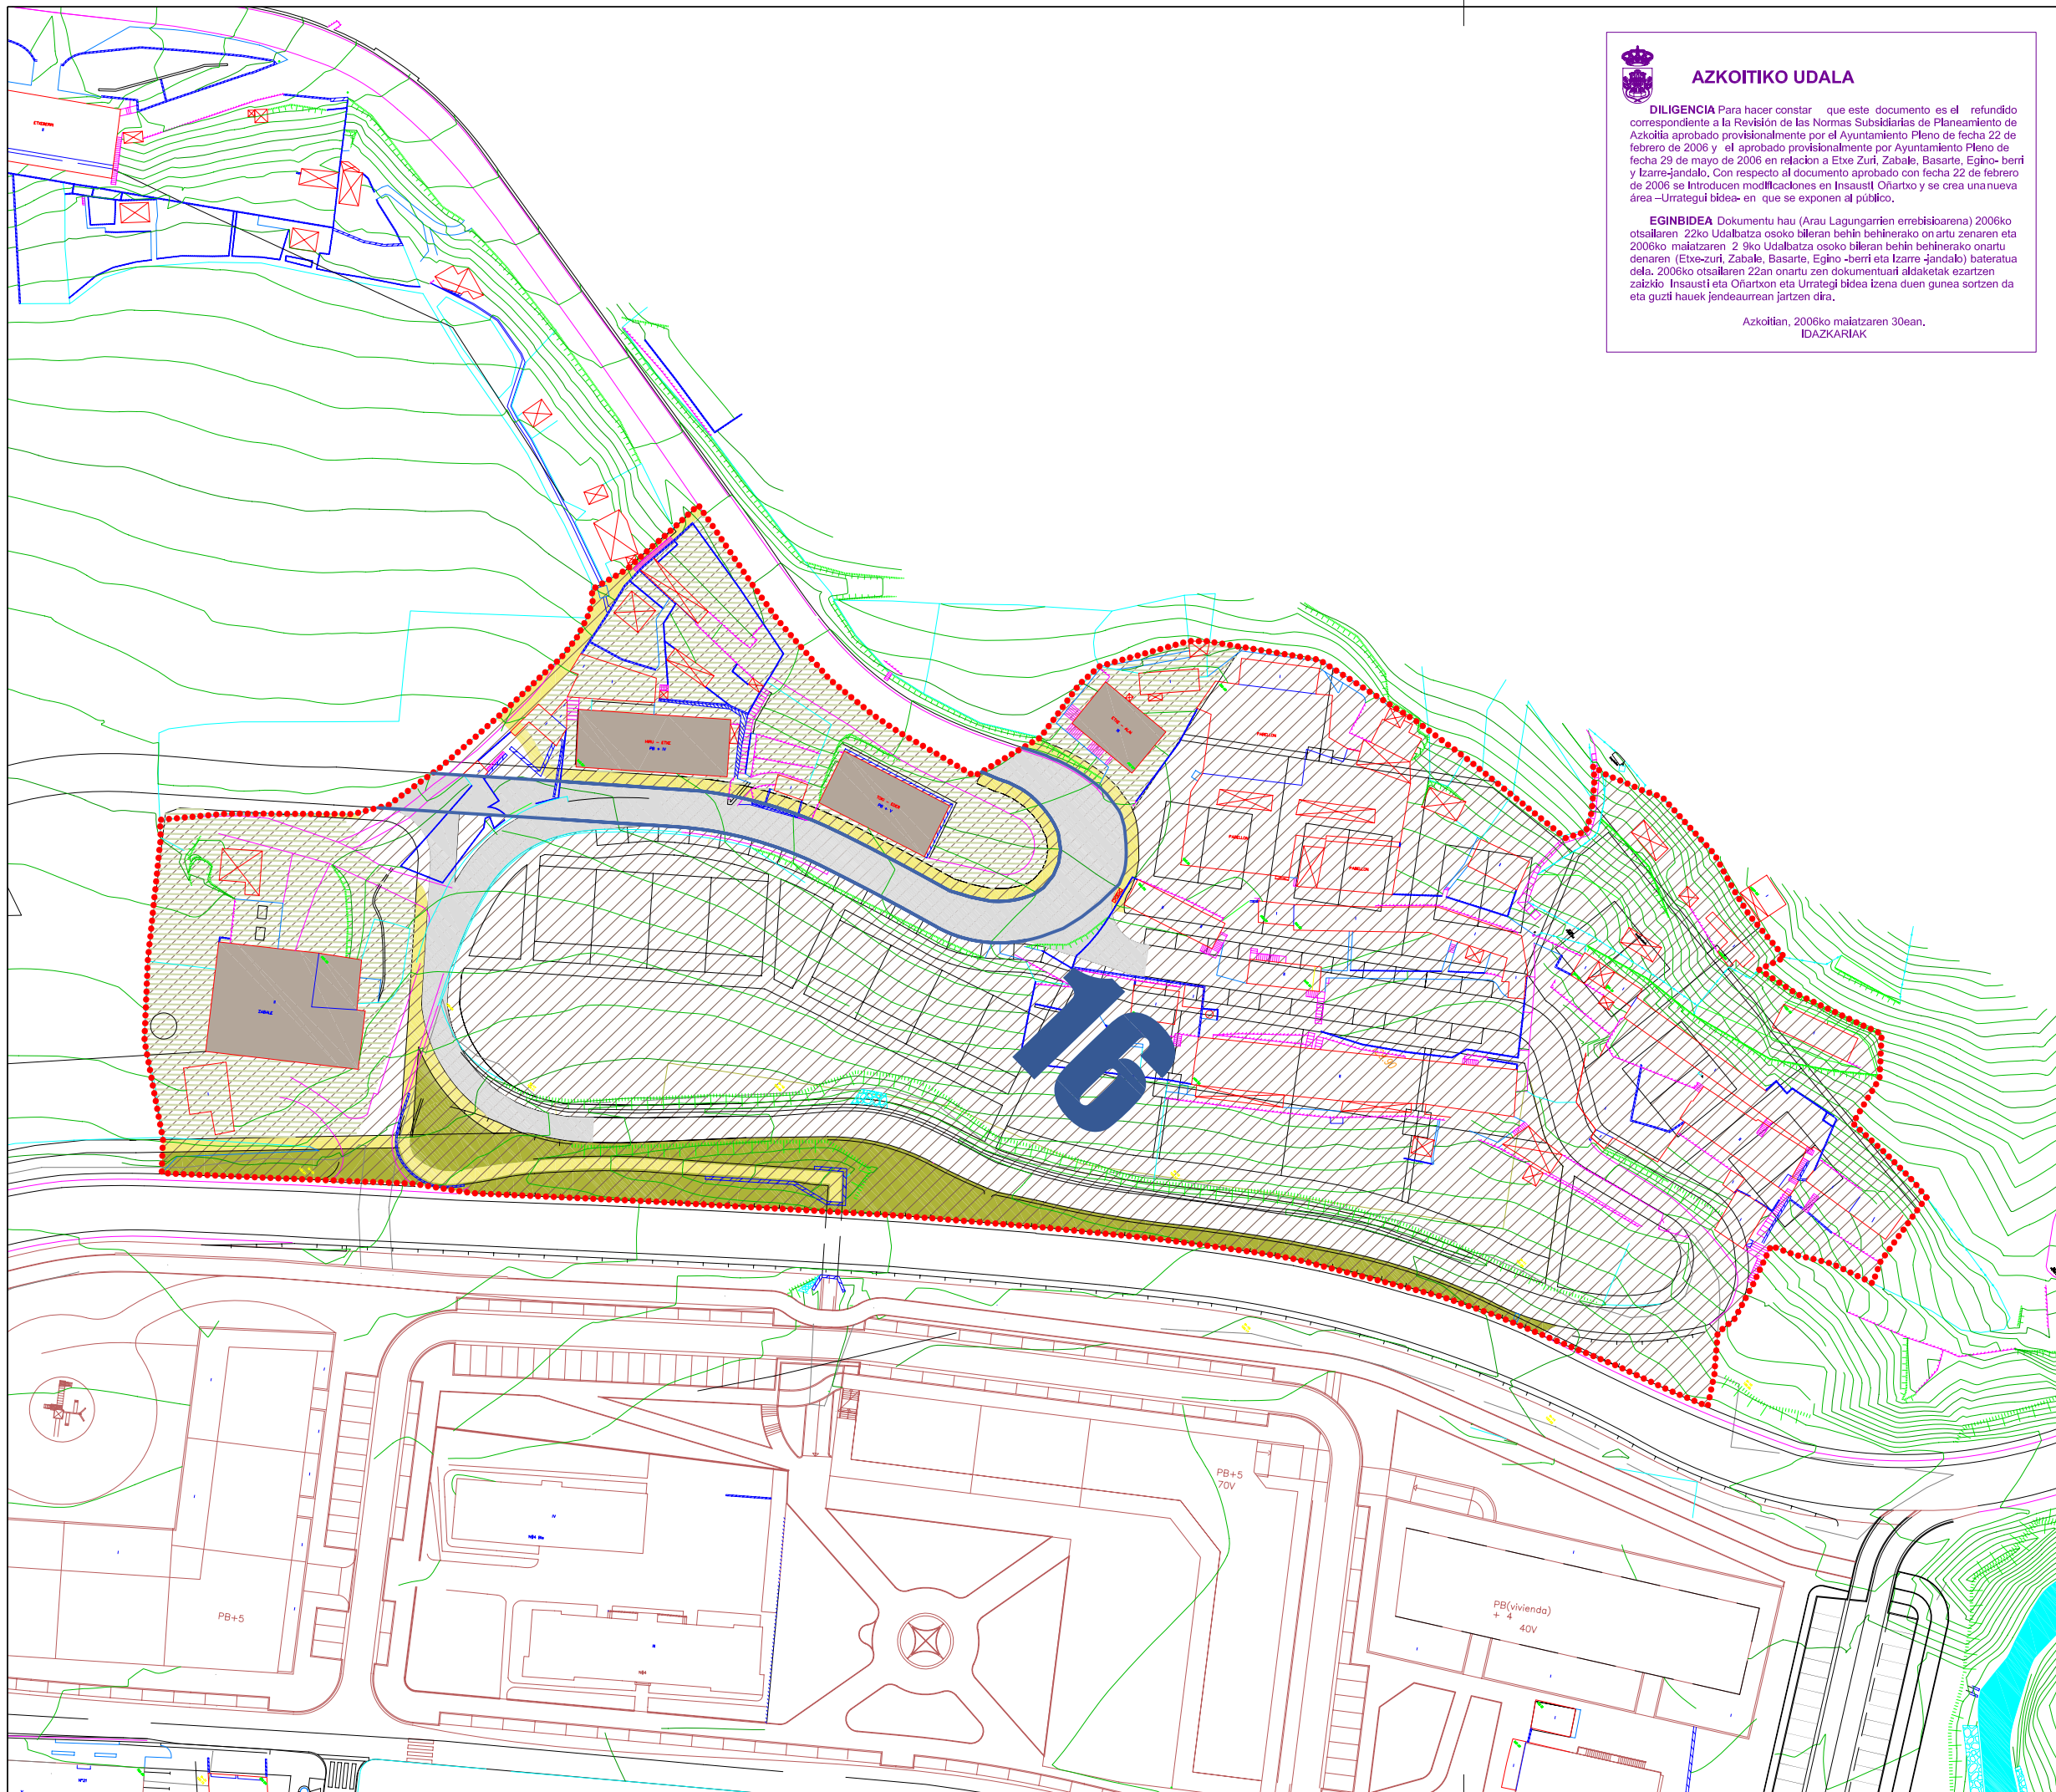 AZKOITIKO UDALA
DILIGENCIA Para hacer constar que este documento es el refundido
correspondiente a la Revisión de las Normas Subsidiarias de Planeamiento de
Azkoitia aprobado provisionalmente por el Ayuntamiento Pleno de fecha 22 de
febrero de 2006 y el aprobado provisionalmente por Ayuntamiento Pleno de
fecha 29 de mayo de 2006 en relacion a Etxe Zuri, Zabale, Basarte, Egino- berri
y Izarre-jandalo. Con respecto al documento aprobado con fecha 22 de febrero
de 2006 se introducen modificaciones en Insausti, Oñartxo y se crea una nueva
área –Urrategui bidea- en que se exponen al público.
EGINBIDEA Dokumentu hau (Arau Lagungarrien errebisioarena) 2006ko
otsailaren 22ko Udalbatza osoko bileran behin behinerako on artu zenaren eta
2006ko maiatzaren 2 9ko Udalbatza osoko bileran behin behinerako onartu
denaren (Etxe-zuri, Zabale, Basarte, Egino -berri eta Izarre -jandalo) bateratua
dela. 2006ko otsailaren 22an onartu zen dokumentuari aldaketak ezartzen
zaizkio Insausti eta Oñartxon eta Urrategi bidea izena duen gunea sortzen da
eta guzti hauek jendeaurrean jartzen dira.
Azkoitian, 2006ko maiatzaren 30ean.
IDAZKARIAK
PABELLON
PABELLON
PABELLON
ZABALE
16
PB+5
70V
PB(vivienda)
+ 4
40V
PB+5